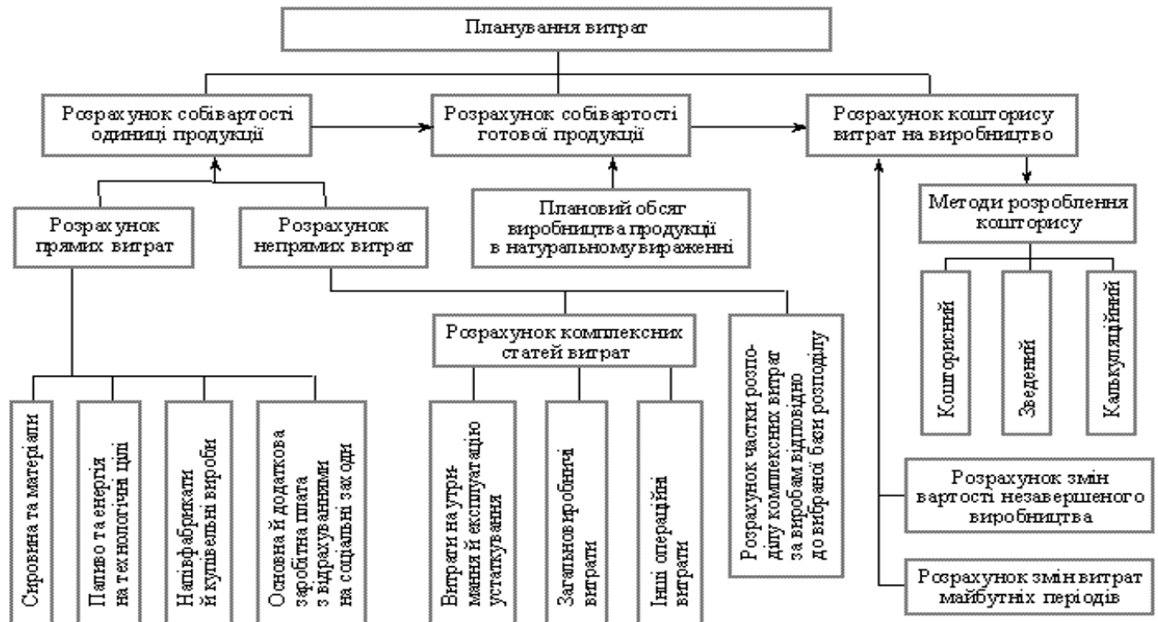 Планування витрат
Розрахунок собівартості
одиниці продукції
Розрахунок собівартості
готової продукції
Розрахунок кошторису
витрат на виробництво
Розрахунок
прямих витрат
Розрахунок
непрямих витрат
Плановий обсяг
виробництва продукції
в натуральному вираженні
Методи розроблення
кошторису
Кошторисний
Зведений
Калькуляційний
Розрахунок комплексних
статей витрат
Розрахунок частки розпо-
ділу комплексних витрат
за виробам відповідно
до вибраної бази розподілу
Сировина та матеріали
Паливо та енергія
на технологічні цілі
Напівфабрикати
й купівельні вироби
Основна й додаткова
заробітна плата
з відрахуваннями
на соціальні заходи
Витрати на утри-
мання й експлуатацію
устаткування
Загальновиробничі
витрати
Інші операційні
витрати
Розрахунок змін
вартості незавершеного
виробництва
Розрахунок змін витрат
майбутніх періодів